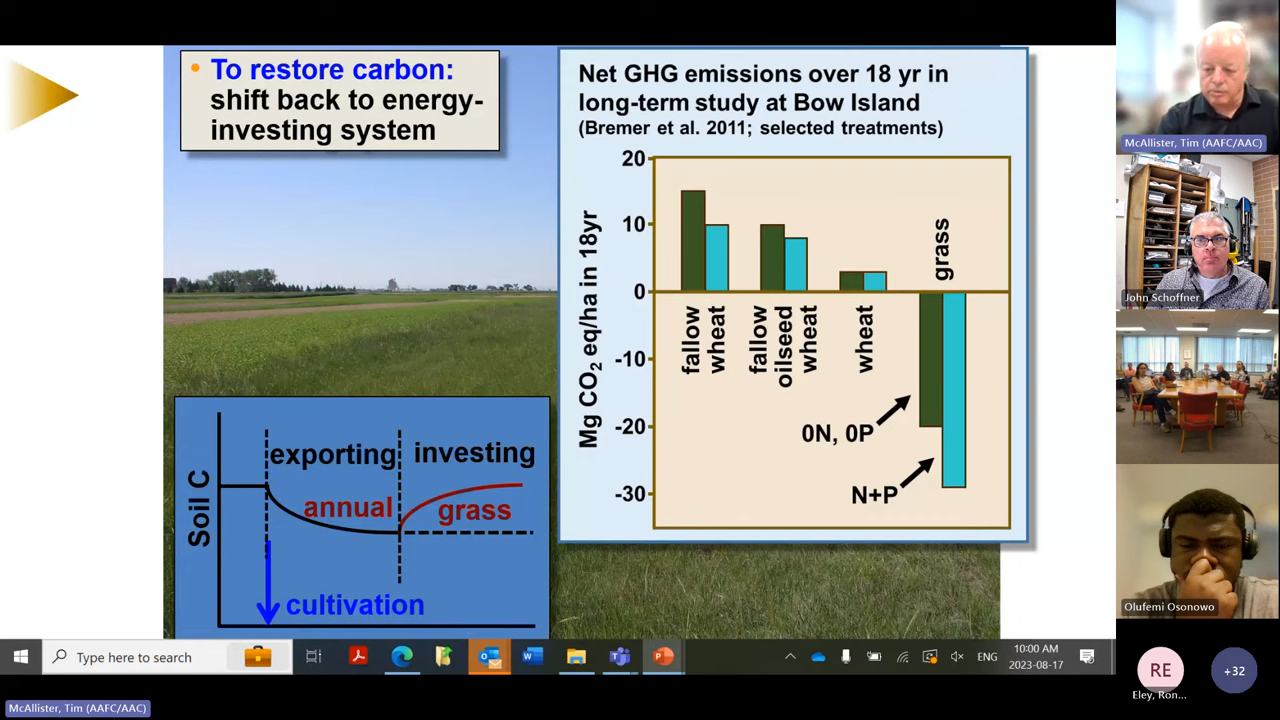 To restore carbon:
shift back to energy-
investing system
Net GHG emissions over 18 yr in
long-term study at Bow Island
(Bremer et al. 2011; selected treatments)
Mg CO2 eq/ha in 18yr
20
10
0
-10
-20
-30
fallow
wheat
fallow
oilseed
wheat
wheat
grass
0N, 0P
N+P
Soil C
exporting
investing
annual
grass
cultivation
Type here to search
ENG
10:00 AM
2023-08-17
McAllister, Tim (AAFC/AAC)
McAllister, Tim (AAFC/AAC)
John Schoffner
Olufemi Osonowo
RE
Eley, Ron...
+32